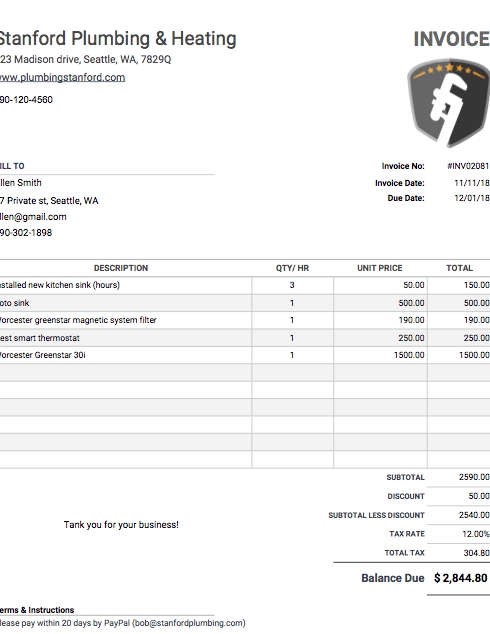 Stanford Plumbing & Heating
INVOICE
23 Madison drive, Seattle, WA, 7829Q
www.plumbingstanford.com
90-120-4560
ILL TO
Invoice No: #INV02081
llen Smith
Invoice Date: 11/11/18
7 Private st, Seattle, WA
Due Date: 12/01/18
llen@gmail.com
90-302-1898
DESCRIPTION QTY/ HR UNIT PRICE TOTAL
nstalled new kitchen sink (hours) 3 50.00 150.00
oto sink 1 500.00 500.00
Worcester greenstar magnetic system filter 1 190.00 190.00
est smart thermostat 1 250.00 250.00
Worcester Greenstar 30i 1 1500.00 1500.00
SUBTOTAL 2590.00
DISCOUNT 50.00
SUBTOTAL LESS DISCOUNT 2540.00
Tank you for your business!
TAX RATE 12.00%
TOTAL TAX 304.80
Balance Due $ 2,844.80
erms & Instructions
lease pay within 20 days by PayPal (bob@stanfordplumbing.com)